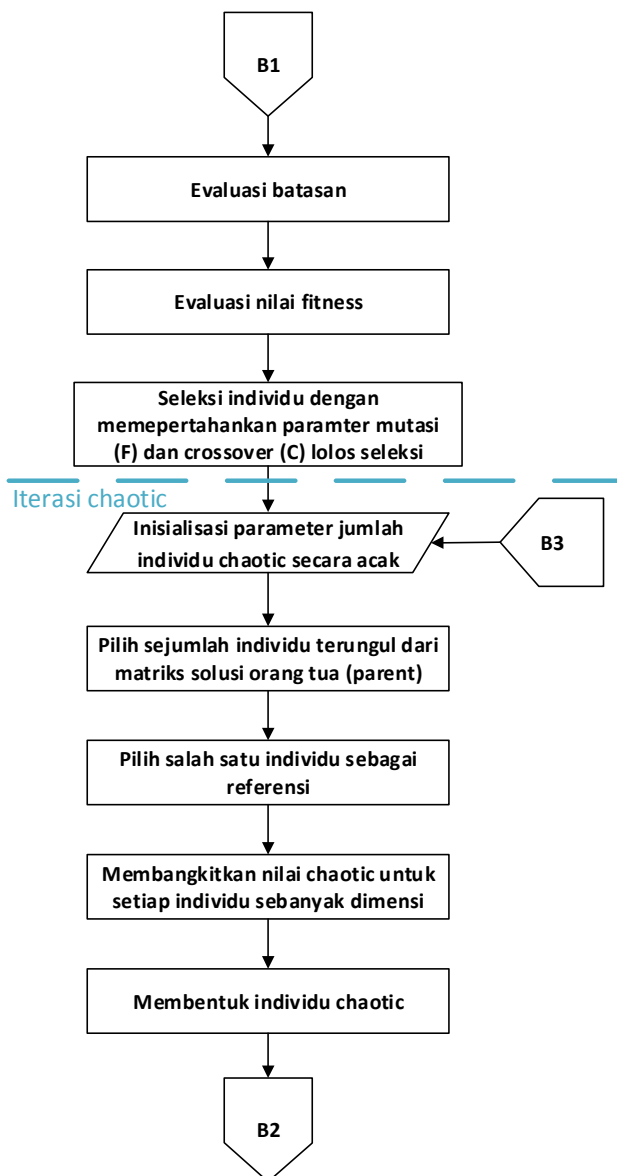 B1
Evaluasi batasan
Evaluasi nilai fitness
Seleksi individu dengan
memepertahankan paramter mutasi
(F) dan crossover (C) lolos seleksi
Iterasi chaotic
Inisialisasi parameter jumlah
individu chaotic secara acak
B3
Pilih sejumlah individu terungul dari
matriks solusi orang tua (parent)
Pilih salah satu individu sebagai
referensi
Membangkitkan nilai chaotic untuk
setiap individu sebanyak dimensi
Membentuk individu chaotic
B2